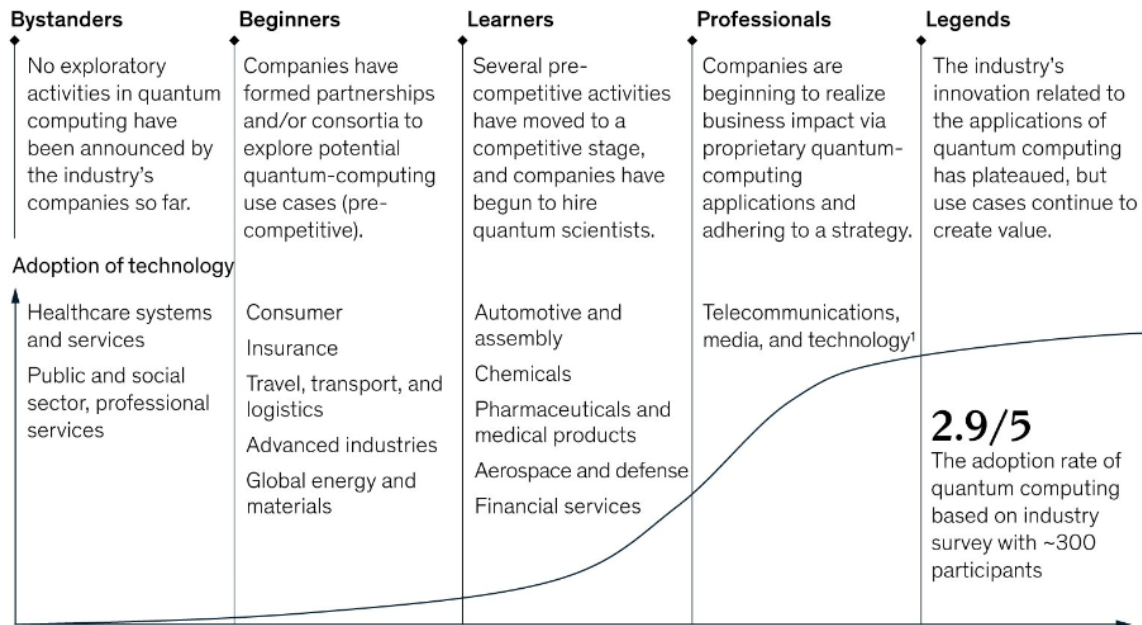 Bystanders
No exploratory
activities in quantum
computing have
been announced by
the industry’s
companies so far.
Beginners
Companies have
formed partnerships
and/or consortia to
explore potential
quantum-computing
use cases (pre-
competitive).
Learners
Several pre-
competitive activities
have moved to a
competitive stage,
and companies have
begun to hire
quantum scientists.
Professionals
Companies are
beginning to realize
business impact via
proprietary quantum-
computing
applications and
adhering to a strategy.
Legends
The industry’s
innovation related to
the applications of
quantum computing
has plateaued, but
use cases continue to
create value.
Adoption of technology
Healthcare systems
and services
Public and social
sector, professional
services
Consumer
Insurance
Travel, transport, and
logistics
Advanced industries
Global energy and
materials
Automotive and
assembly
Chemicals
Pharmaceuticals and
medical products
Aerospace and defense
Financial services
Telecommunications,
media, and technology¹
2.9/5
The adoption rate of
quantum computing
based on industry
survey with ~300
participants